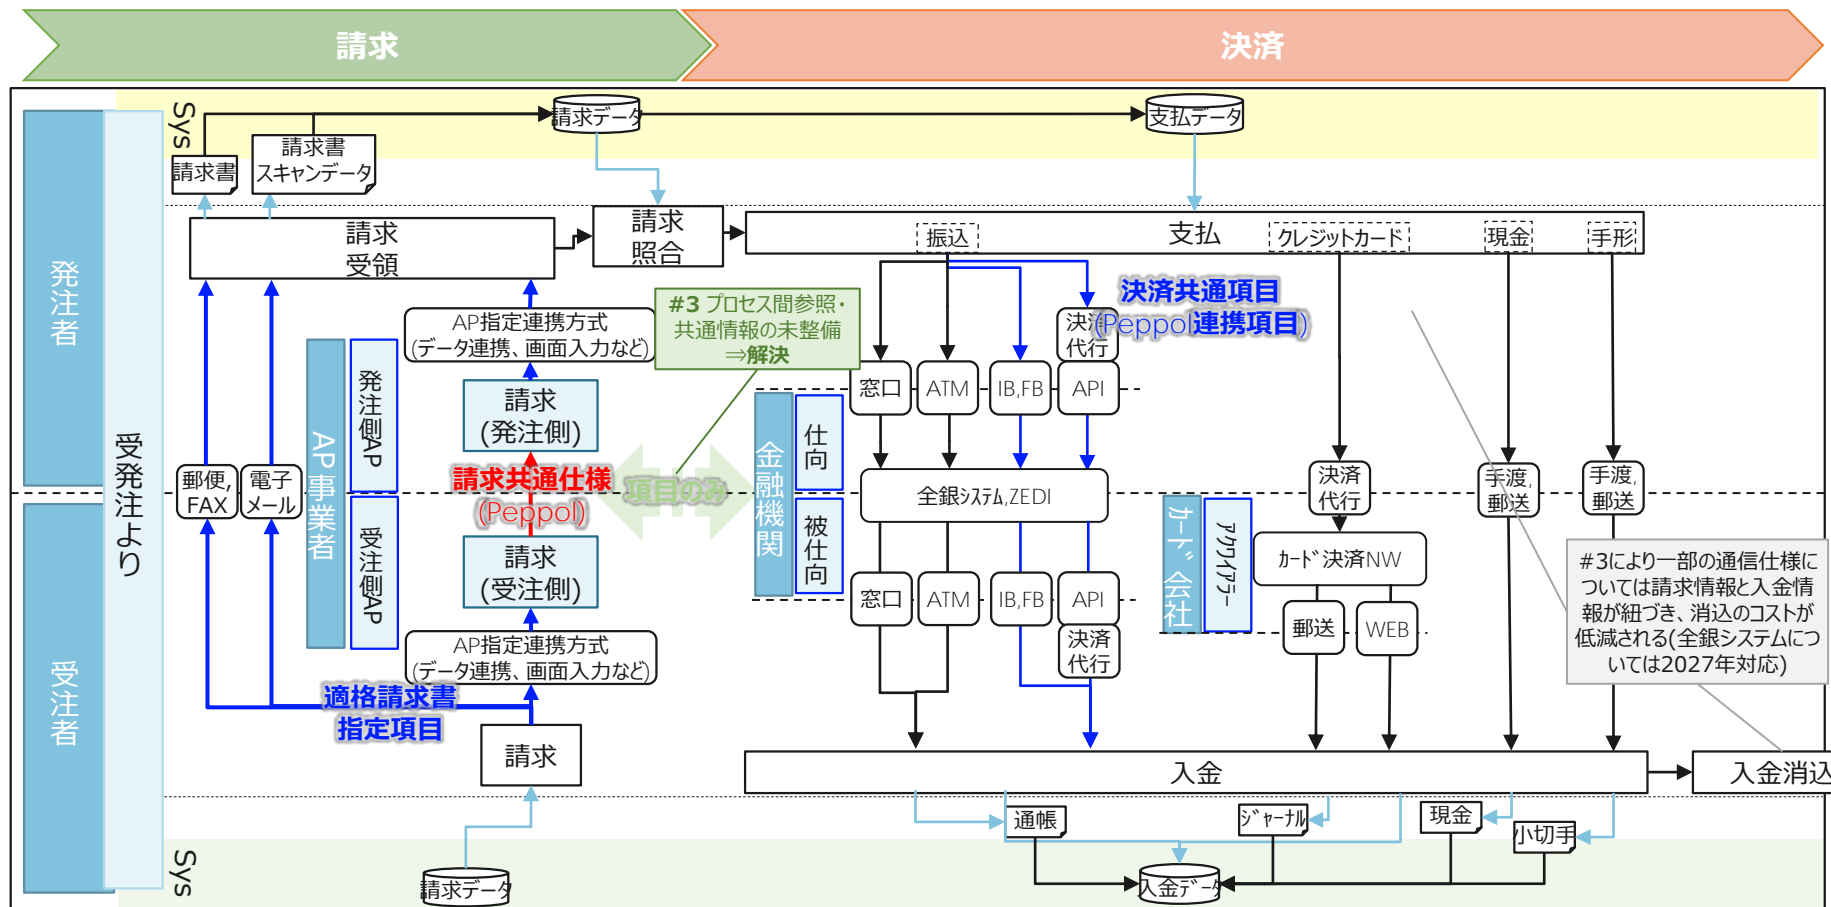 請求
決済
Sys
請求データ
支払データ
請求書
請求書
スキャンデータ
発注者
受発注より
請求
受領
請求
照合
振込
支払
クレジットカード
現金
手形
#3 プロセス間参照・
共通情報の未整備
⇒解決
決済共通項目
(Peppol連携項目)
AP指定連携方式
(データ連携、画面入力など)
決済
代行
AP事業者
発注側AP
請求
(発注側)
窓口
ATM
IB,FB
API
金融機関
仕向
郵便,
FAX
電子
メール
請求共通仕様
(Peppol)
項目のみ
全銀システム,ZEDI
決済
代行
手渡,
郵送
手渡,
郵送
受注者
受注側AP
請求
(受注側)
被仕向
カード会社
アクワイアラー
カード決済NW
窓口
ATM
IB,FB
API
郵送
WEB
#3により一部の通信仕様に
ついては請求情報と入金情
報が紐づき、消込のコストが
低減される(全銀システムにつ
いては2027年対応)
AP指定連携方式
(データ連携、画面入力など)
決済
代行
適格請求書
指定項目
請求
入金
入金消込
通帳
ジャーナル
現金
小切手
Sys
請求データ
入金データ